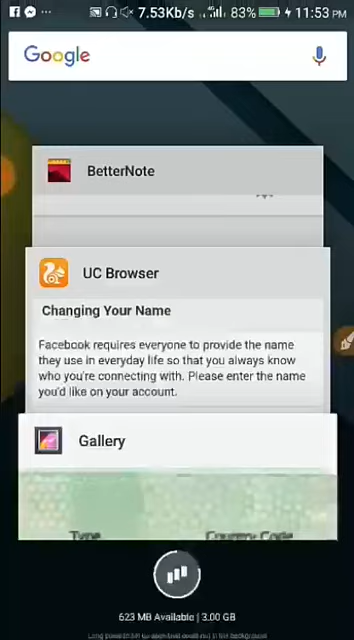 7.53Kb/s 4G 83% 11:53 PM
Google
BetterNote
UC Browser
Changing Your Name
Facebook requires everyone to provide the name
they use in everyday life so that you always know
who you're connecting with. Please enter the name
you'd like on your account.
Gallery
Type Country Code
623 MB Available | 3.00 GB